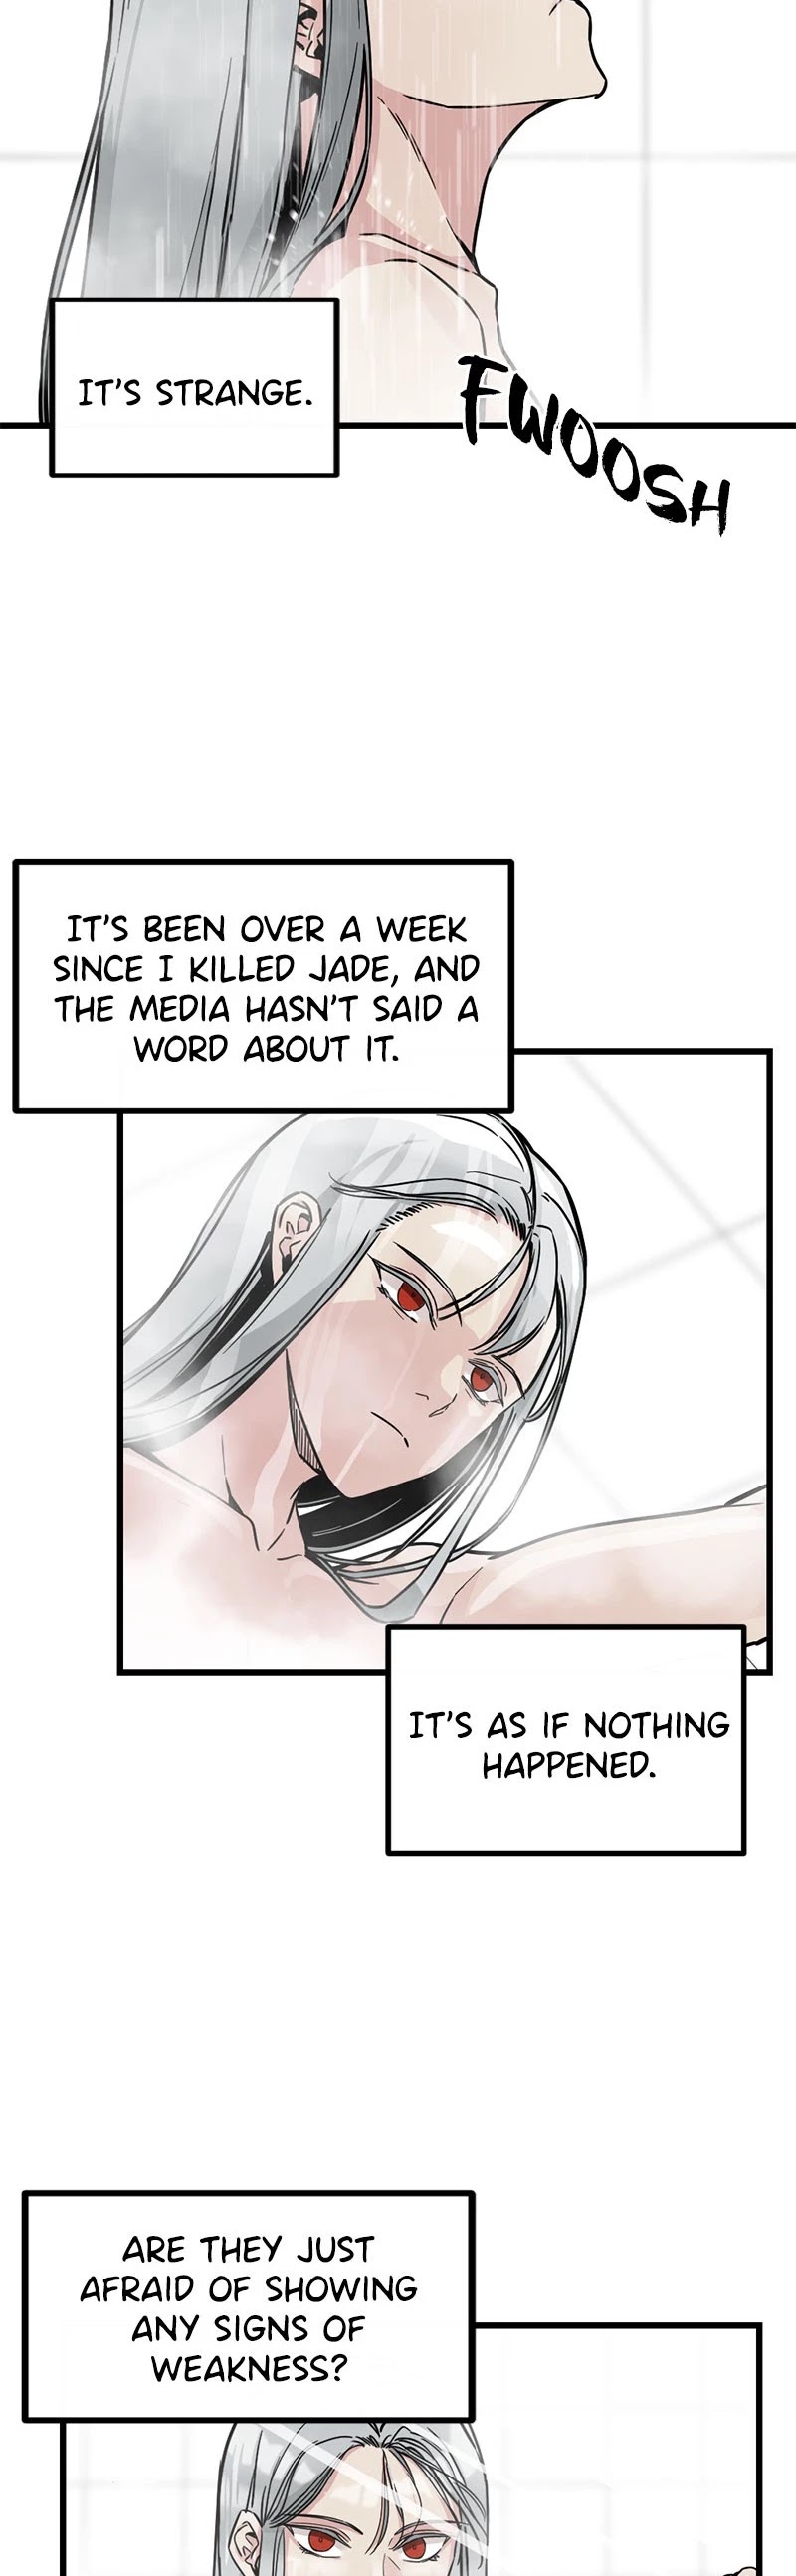 IT'S STRANGE.
FWOOSH
IT'S BEEN OVER A WEEK
SINCE I KILLED JADE, AND
THE MEDIA HASN'T SAID A
WORD ABOUT IT.
IT'S AS IF NOTHING
HAPPENED.
ARE THEY JUST
AFRAID OF SHOWING
ANY SIGNS OF
WEAKNESS?